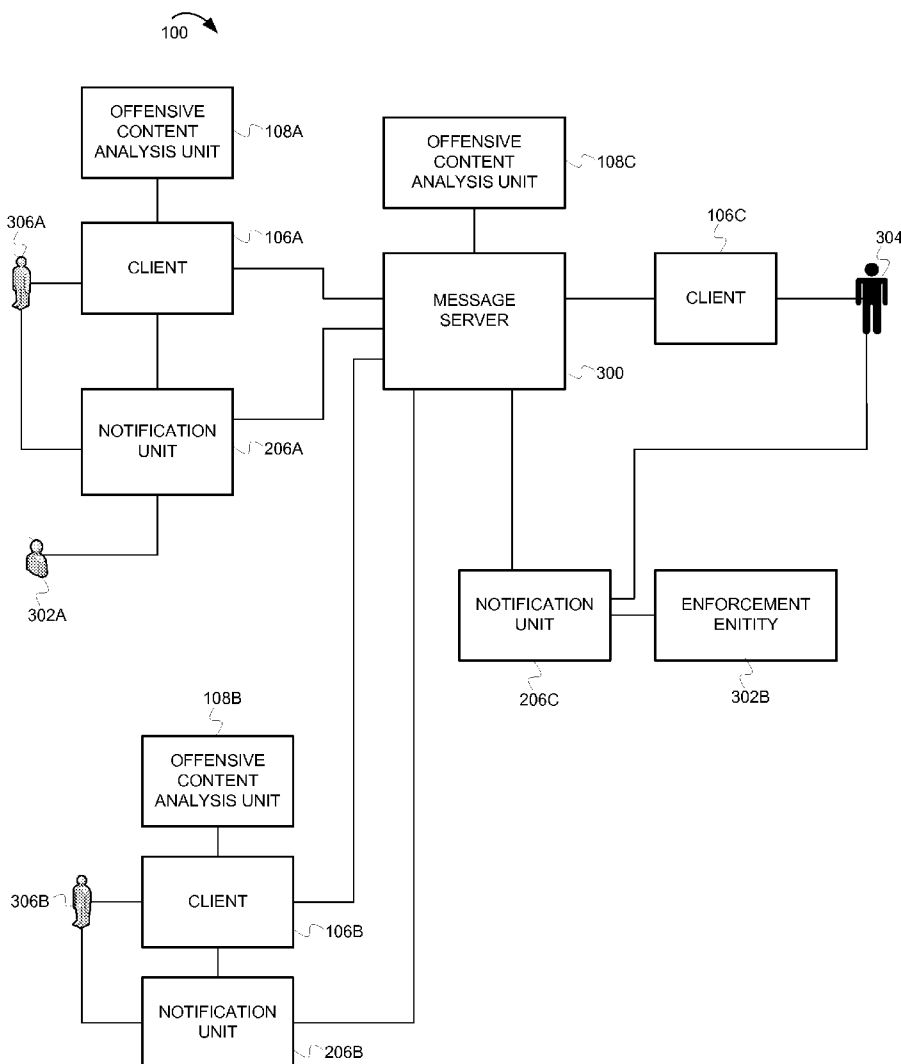 100
OFFENSIVE
CONTENT
ANALYSIS UNIT
108A
OFFENSIVE
CONTENT
ANALYSIS UNIT
108C
306A
106A
CLIENT
106C
304
MESSAGE
SERVER
CLIENT
300
NOTIFICATION
UNIT
206A
302A
NOTIFICATION
UNIT
206C
ENFORCEMENT
ENITITY
302B
108B
OFFENSIVE
CONTENT
ANALYSIS UNIT
306B
CLIENT
106B
NOTIFICATION
UNIT
206B